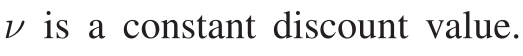 ν is a constant discount value.